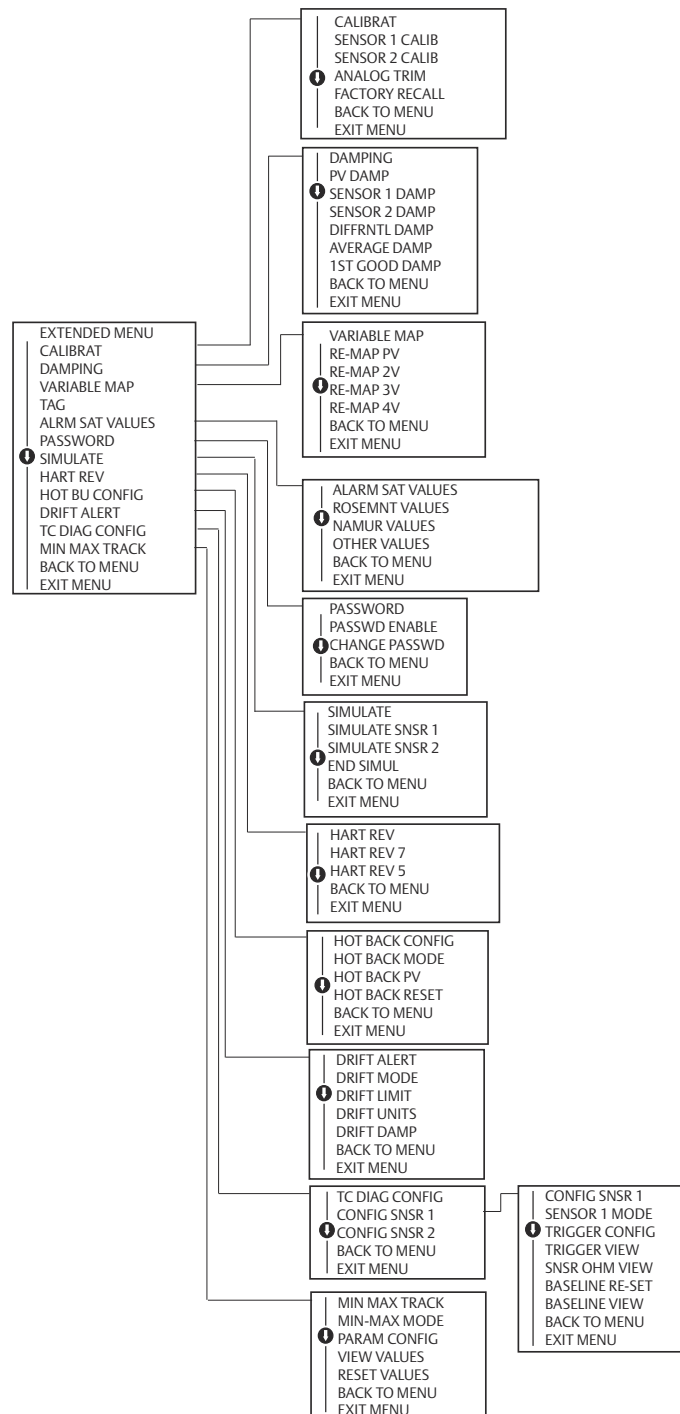 CALIBRAT
SENSOR 1 CALIB
SENSOR 2 CALIB
ANALOG TRIM
FACTORY RECALL
BACK TO MENU
EXIT MENU
DAMPING
PV DAMP
SENSOR 1 DAMP
SENSOR 2 DAMP
DIFFRNTL DAMP
AVERAGE DAMP
1ST GOOD DAMP
BACK TO MENU
EXIT MENU
EXTENDED MENU
CALIBRAT
DAMPING
VARIABLE MAP
TAG
ALRM SAT VALUES
PASSWORD
SIMULATE
HART REV
HOT BU CONFIG
DRIFT ALERT
TC DIAG CONFIG
MIN MAX TRACK
BACK TO MENU
EXIT MENU
VARIABLE MAP
RE-MAP PV
RE-MAP 2V
RE-MAP 3V
RE-MAP 4V
BACK TO MENU
EXIT MENU
ALARM SAT VALUES
ROSEMNT VALUES
NAMUR VALUES
OTHER VALUES
BACK TO MENU
EXIT MENU
PASSWORD
PASSWD ENABLE
CHANGE PASSWD
BACK TO MENU
EXIT MENU
SIMULATE
SIMULATE SNSR 1
SIMULATE SNSR 2
END SIMUL
BACK TO MENU
EXIT MENU
HART REV
HART REV 7
HART REV 5
BACK TO MENU
EXIT MENU
HOT BACK CONFIG
HOT BACK MODE
HOT BACK PV
HOT BACK RESET
BACK TO MENU
EXIT MENU
DRIFT ALERT
DRIFT MODE
DRIFT LIMIT
DRIFT UNITS
DRIFT DAMP
BACK TO MENU
EXIT MENU
TC DIAG CONFIG
CONFIG SNSR 1
CONFIG SNSR 2
BACK TO MENU
EXIT MENU
CONFIG SNSR 1
SENSOR 1 MODE
TRIGGER CONFIG
TRIGGER VIEW
SNSR OHM VIEW
BASELINE RE-SET
BASELINE VIEW
BACK TO MENU
EXIT MENU
MIN MAX TRACK
MIN-MAX MODE
PARAM CONFIG
VIEW VALUES
RESET VALUES
BACK TO MENU
EXIT MENU